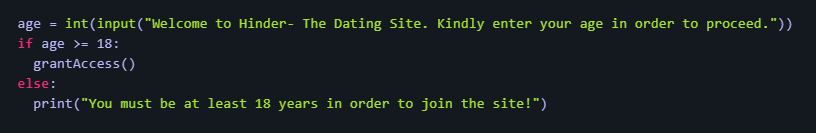 age = int(input("Welcome to Hinder- The Dating Site. Kindly enter your age in order to proceed."))
if age >= 18:
  grantAccess()
else:
  print("You must be at least 18 years in order to join the site!")